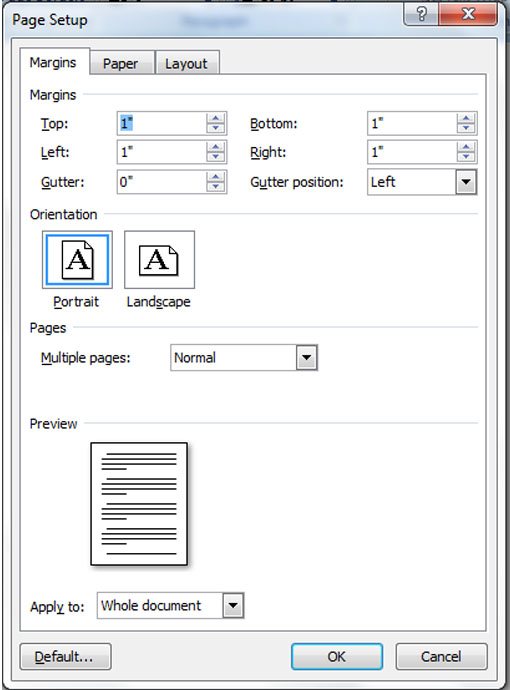 Page Setup
Margins Paper Layout
Margins
Top: 1" Bottom: 1"
Left: 1" Right: 1"
Gutter: 0" Gutter position: Left
Orientation
A A
Portrait Landscape
Pages
Multiple pages: Normal
Preview
Apply to: Whole document
Default... OK Cancel